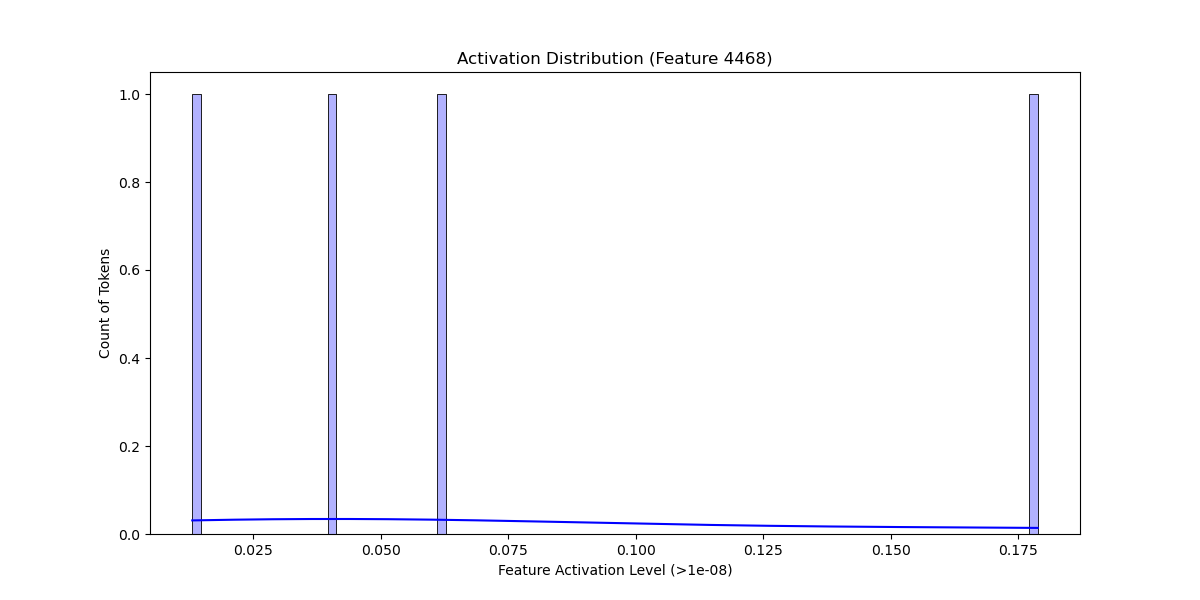 Activation Distribution (Feature 4468)
1.0
0.8
0.6
0.4
0.2
0.0
Count of Tokens
0.025 0.050 0.075 0.100 0.125 0.150 0.175
Feature Activation Level (>1e-08)